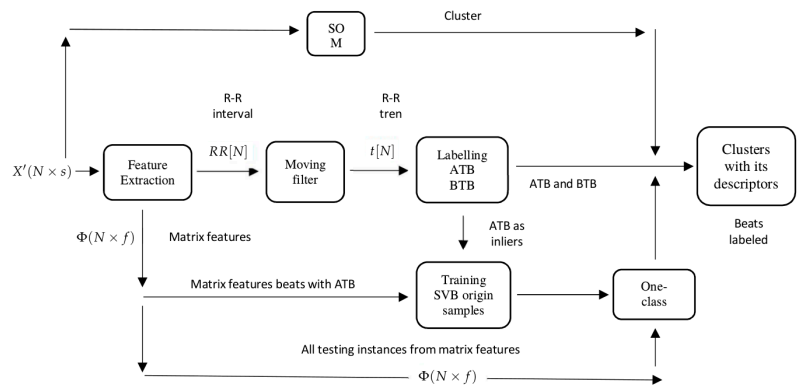 Cluster
SO
M
R-R
interval
R-R
tren
X′(N × s)
Feature
Extraction
RR[N]
Moving
filter
t[N]
Labelling
ATB
BTB
ATB and BTB
Clusters
with its
descriptors
Beats
labeled
Φ(N × f)
Matrix features
ATB as
inliers
Matrix features beats with ATB
Training
SVB origin
samples
One-
class
All testing instances from matrix features
Φ(N × f)